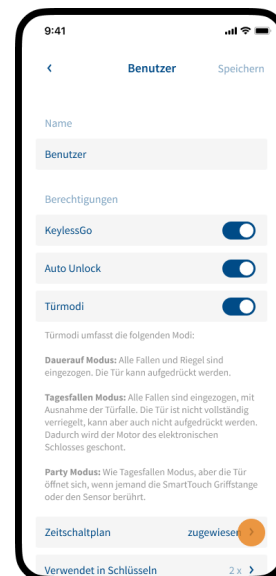 9:41
Benutzer Speichern
Name
Benutzer
Berechtigungen
KeylessGo
Auto Unlock
Türmodi
Türmodi umfasst die folgenden Modi:
Dauerauf Modus: Alle Fallen und Riegel sind
eingezogen. Die Tür kann aufgedrückt werden.
Tagesfallen Modus: Alle Fallen sind eingezogen, mit
Ausnahme der Türfalle. Die Tür ist nicht vollständig
verriegelt, kann aber auch nicht aufgedrückt werden.
Dadurch wird der Motor des elektronischen
Schlosses geschont.
Party Modus: Wie Tagesfallen Modus, aber die Tür
öffnet sich, wenn jemand die SmartTouch Griffstange
oder den Sensor berührt.
Zeitschaltplan zugewiesen
Verwendet in Schlüsseln 2 x